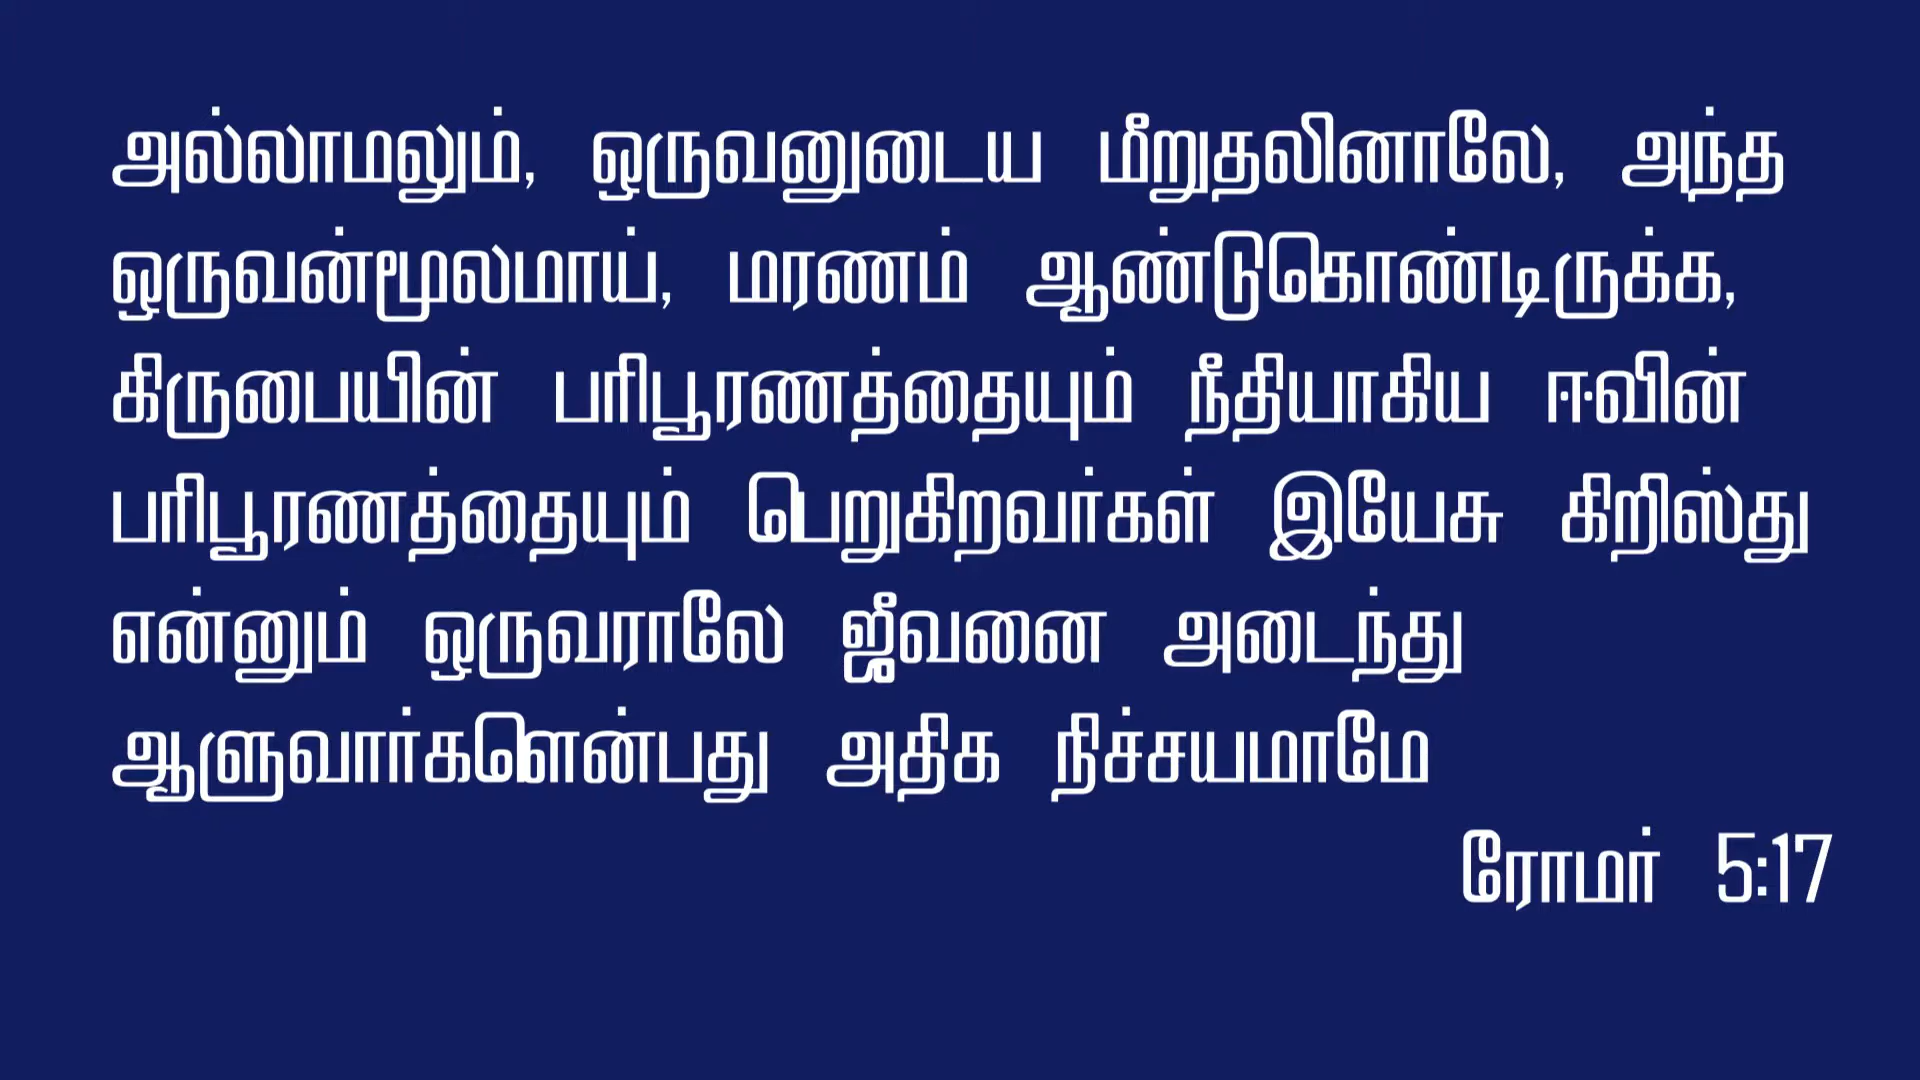 அல்லாமலும், ஒருவனுடைய மீறுதலினாலே, அந்த
ஒருவன்மூலமாய், மரணம் ஆண்டுகொண்டிருக்க,
கிருபையின் பரிபூரணத்தையும் நீதியாகிய ஈவின்
பரிபூரணத்தையும் பெறுகிறவர்கள் இயேசு கிறிஸ்து
என்னும் ஒருவராலே ஜீவனை அடைந்து
ஆளுவார்களென்பது அதிக நிச்சயமாமே
ரோமர் 5:17